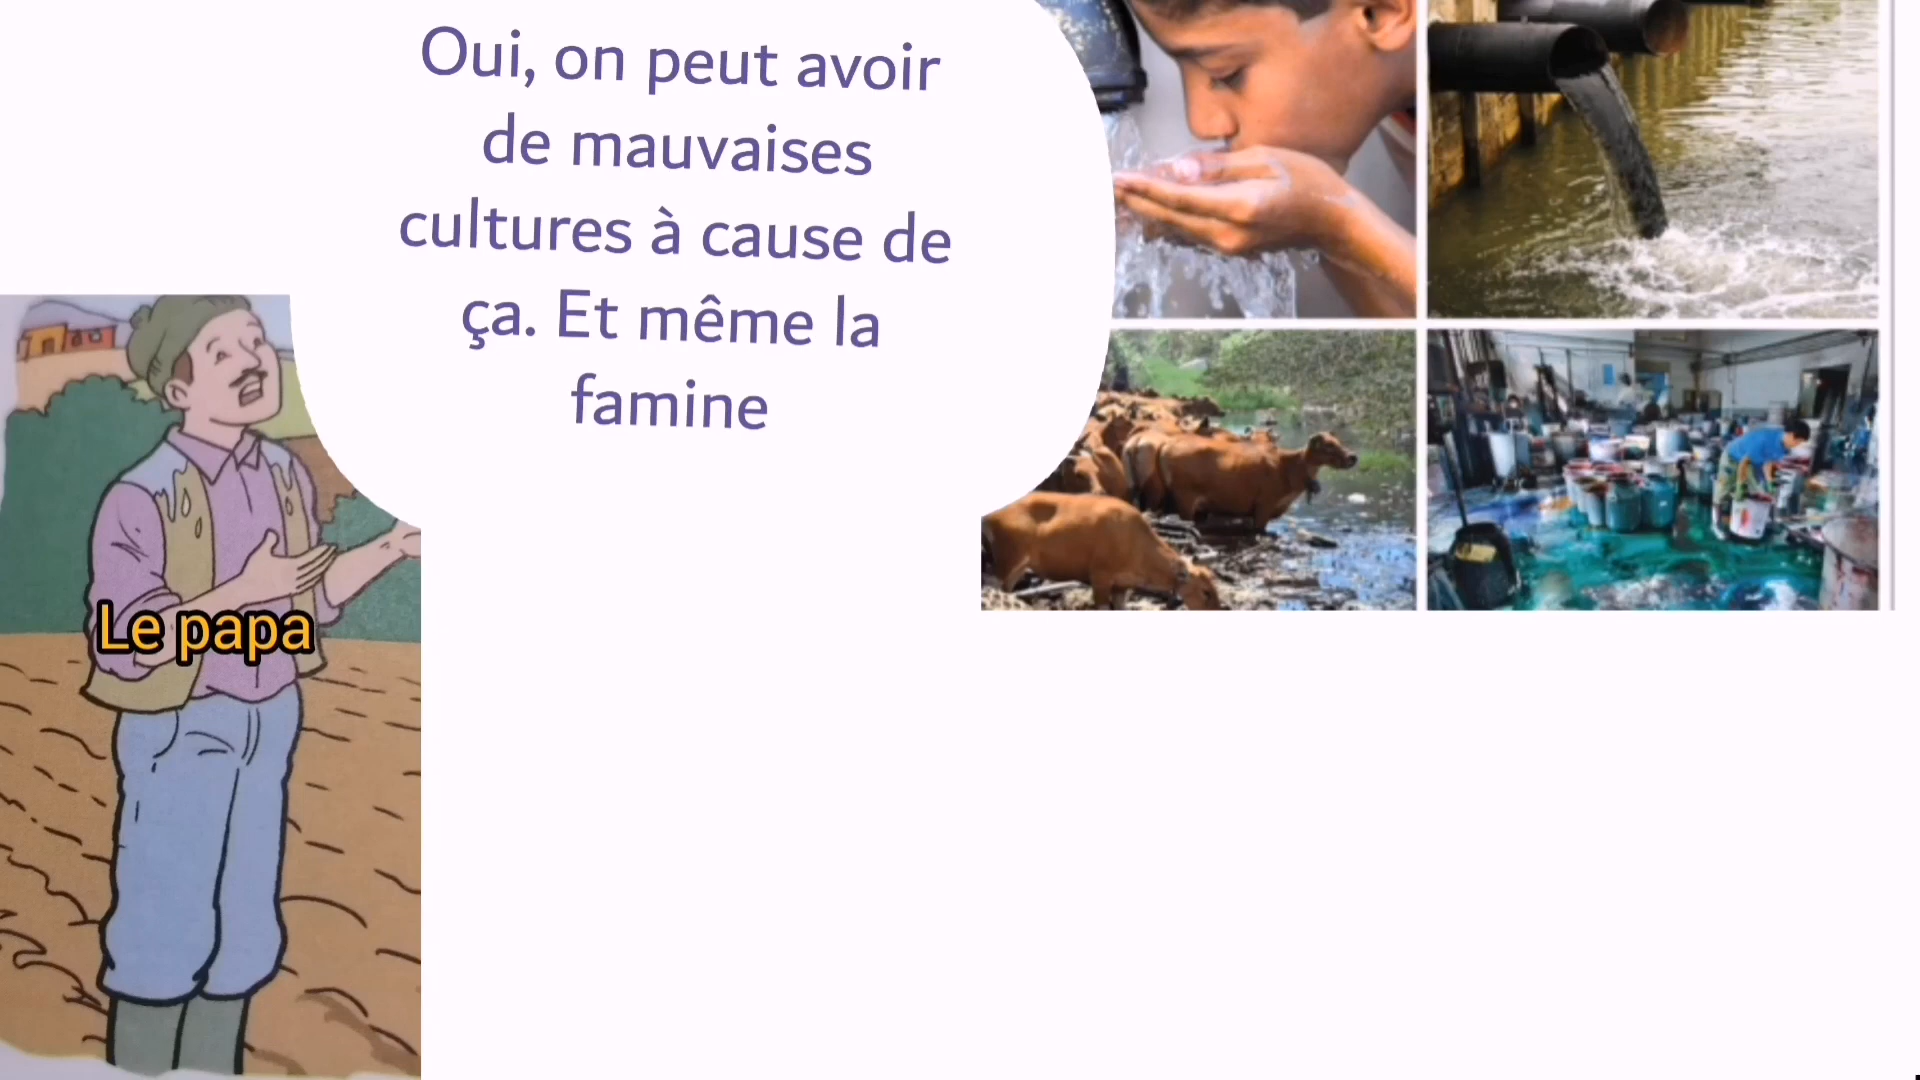 Oui, on peut avoir
de mauvaises
cultures à cause de
ça. Et même la
famine
Le papa